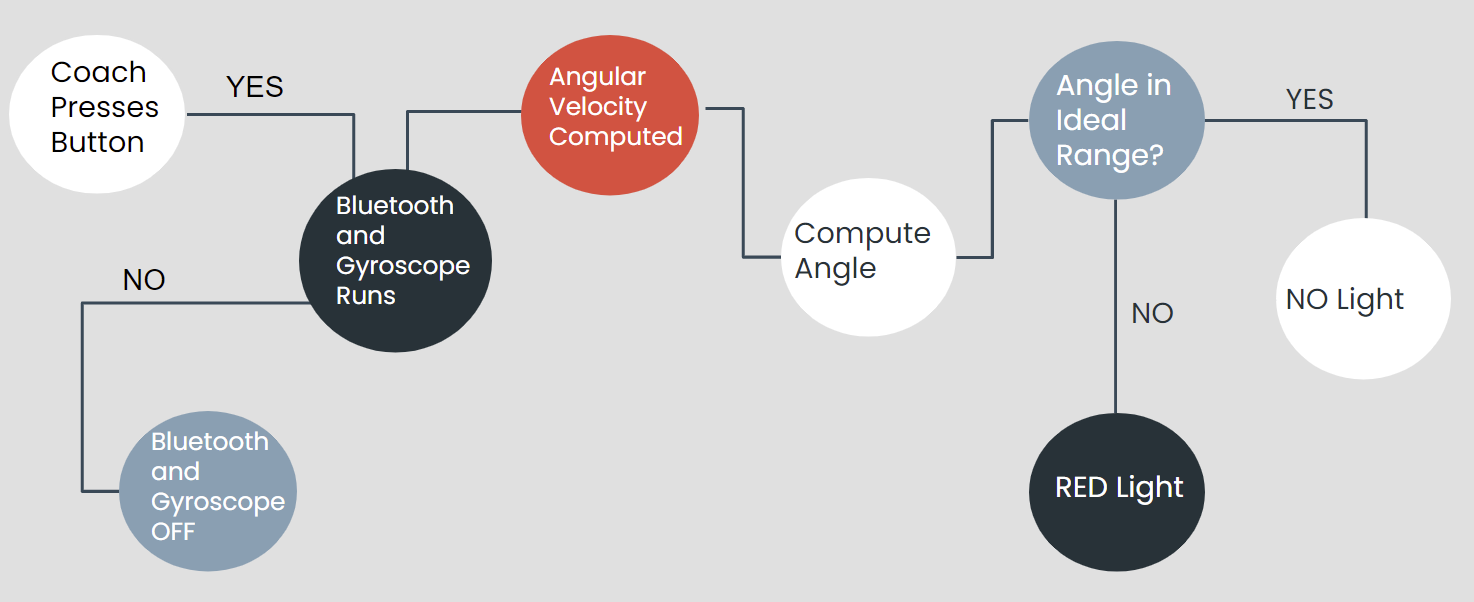 Coach
Presses
Button
YES
Bluetooth
and
Gyroscope
Runs
NO
Bluetooth
and
Gyroscope
OFF
Angular
Velocity
Computed
Compute
Angle
Angle in
Ideal
Range?
YES
NO Light
NO
RED Light